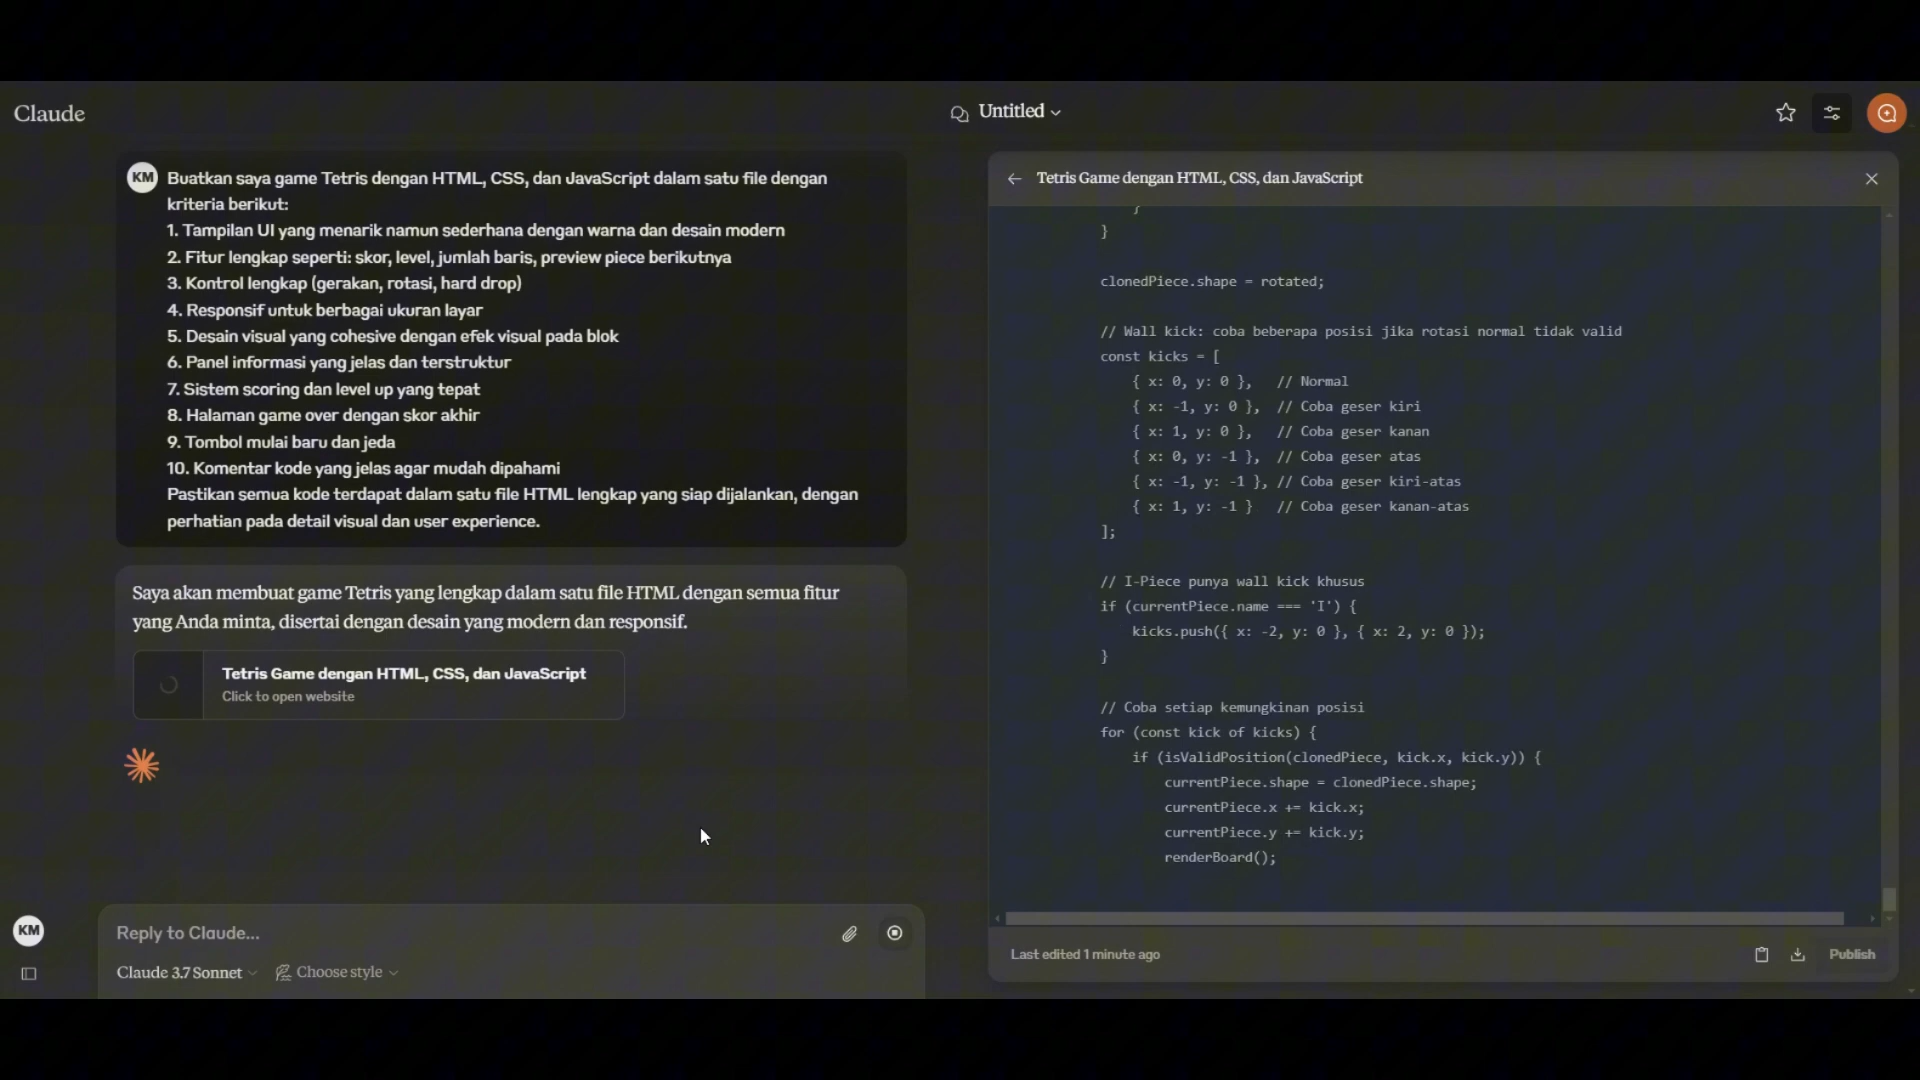 Claude
Untitled
KM
Buatkan saya game Tetris dengan HTML, CSS, dan JavaScript dalam satu file dengan
kriteria berikut:
1. Tampilan UI yang menarik namun sederhana dengan warna dan desain modern
2. Fitur lengkap seperti: skor, level, jumlah baris, preview piece berikutnya
3. Kontrol lengkap (gerakan, rotasi, hard drop)
4. Responsif untuk berbagai ukuran layar
5. Desain visual yang cohesive dengan efek visual pada blok
6. Panel informasi yang jelas dan terstruktur
7. Sistem scoring dan level up yang tepat
8. Halaman game over dengan skor akhir
9. Tombol mulai baru dan jeda
10. Komentar kode yang jelas agar mudah dipahami
Pastikan semua kode terdapat dalam satu file HTML lengkap yang siap dijalankan, dengan
perhatian pada detail visual dan user experience.
Saya akan membuat game Tetris yang lengkap dalam satu file HTML dengan semua fitur
yang Anda minta, disertai dengan desain yang modern dan responsif.
Tetris Game dengan HTML, CSS, dan JavaScript
Click to open website
KM
Reply to Claude...
Claude 3.7 Sonnet
Choose style
Tetris Game dengan HTML, CSS, dan JavaScript
}
}
clonedPiece.shape = rotated;
// Wall kick: coba beberapa posisi jika rotasi normal tidak valid
const kicks = [
{ x: 0, y: 0 },   // Normal
{ x: -1, y: 0 },  // Coba geser kiri
{ x: 1, y: 0 },   // Coba geser kanan
{ x: 0, y: -1 },  // Coba geser atas
{ x: -1, y: -1 }, // Coba geser kiri-atas
{ x: 1, y: -1 }   // Coba geser kanan-atas
];
// I-Piece punya wall kick khusus
if (currentPiece.name === 'I') {
kicks.push({ x: -2, y: 0 }, { x: 2, y: 0 });
}
// Coba setiap kemungkinan posisi
for (const kick of kicks) {
if (isValidPosition(clonedPiece, kick.x, kick.y)) {
currentPiece.shape = clonedPiece.shape;
currentPiece.x += kick.x;
currentPiece.y += kick.y;
renderBoard();
Last edited 1 minute ago
Publish